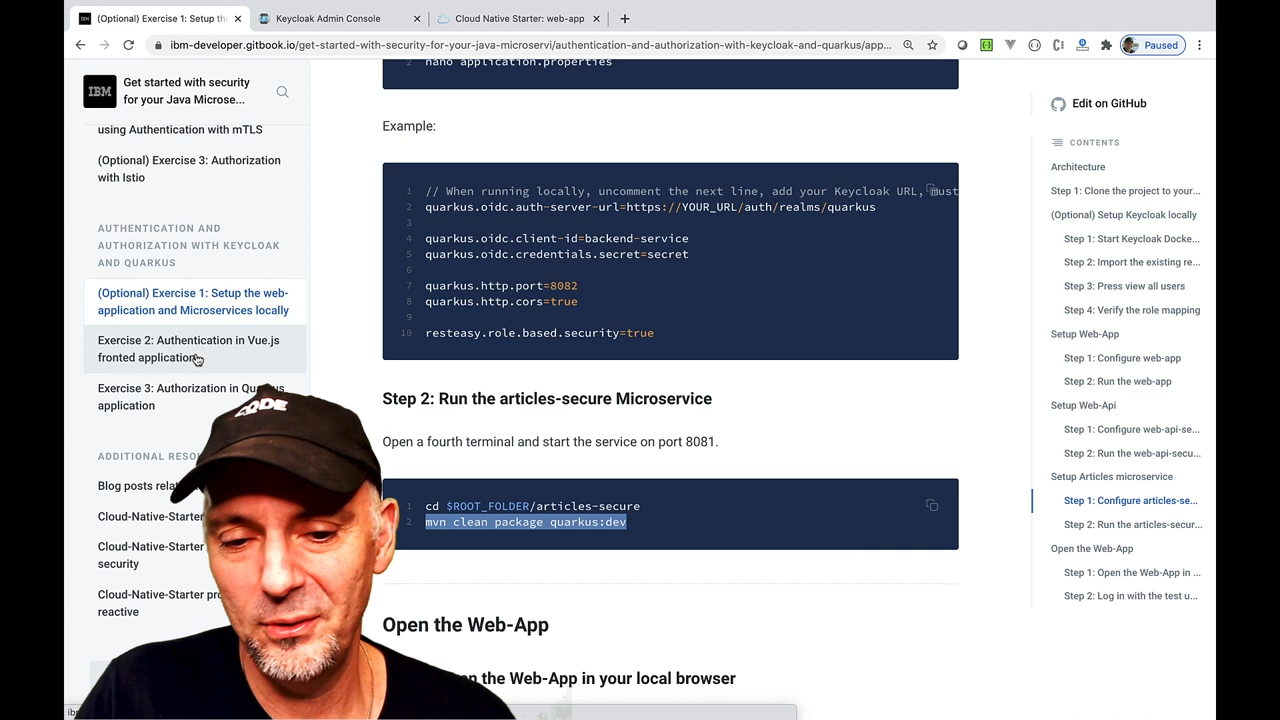 (Optional) Exercise 1: Setup th
Keycloak Admin Console
Cloud Native Starter: web-app
ibm-developer.gitbook.io/get-started-with-security-for-your-java-microservi/authentication-and-authorization-with-keycloak-and-quarkus/app...
Paused
IBM
Get started with security
for your Java Microse...
using Authentication with mTLS
(Optional) Exercise 3: Authorization
with Istio
AUTHENTICATION AND
AUTHORIZATION WITH KEYCLOAK
AND QUARKUS
(Optional) Exercise 1: Setup the web-
application and Microservices locally
Exercise 2: Authentication in Vue.js
fronted application
Exercise 3: Authorization in
application
ADDITIONAL
Blog posts
Cloud-Native-Starter
Cloud-Native-Starter
security
Cloud-Native-Starter
reactive
CODE
2 nano application.properties
Example:
1 // When running locally, uncomment the next line, add your Keycloak URL, must
2 quarkus.oidc.auth-server-url=https://YOUR_URL/auth/realms/quarkus
3
4 quarkus.oidc.client-id=backend-service
5 quarkus.oidc.credentials.secret=secret
6
7 quarkus.http.port=8082
8 quarkus.http.cors=true
9
10 resteasy.role.based.security=true
Step 2: Run the articles-secure Microservice
Open a fourth terminal and start the service on port 8081.
1 cd $ROOT_FOLDER/articles-secure
2 mvn clean package quarkus:dev
Open the Web-App
the Web-App in your local browser
Edit on GitHub
CONTENTS
Architecture
Step 1: Clone the project to your...
(Optional) Setup Keycloak locally
Step 1: Start Keycloak Docke...
Step 2: Import the existing re...
Step 3: Press view all users
Step 4: Verify the role mapping
Setup Web-App
Step 1: Configure web-app
Step 2: Run the web-app
Setup Web-Api
Step 1: Configure web-api-se...
Step 2: Run the web-api-secu...
Setup Articles microservice
Step 1: Configure articles-se...
Step 2: Run the articles-secur...
Open the Web-App
Step 1: Open the Web-App in ...
Step 2: Log in with the test u...